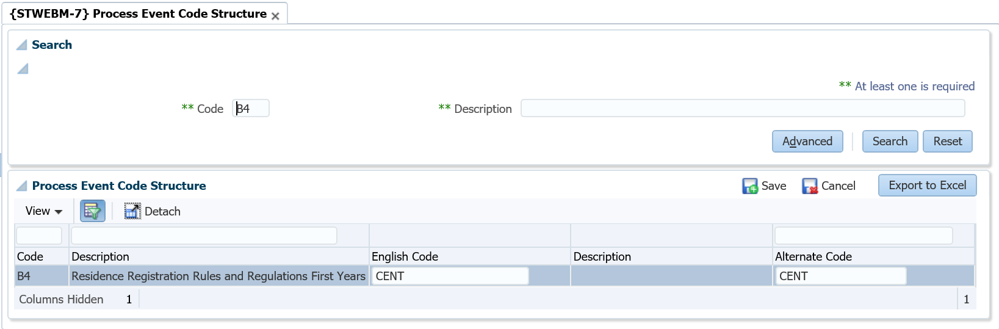 {STWEBM-7} Process Event Code Structure
Search
** At least one is required
** Code B4 ** Description
Advanced Search Reset
Process Event Code Structure Save Cancel Export to Excel
View Detach
Code Description English Code Description Alternate Code
B4 Residence Registration Rules and Regulations First Years CENT CENT
Columns Hidden 1 1